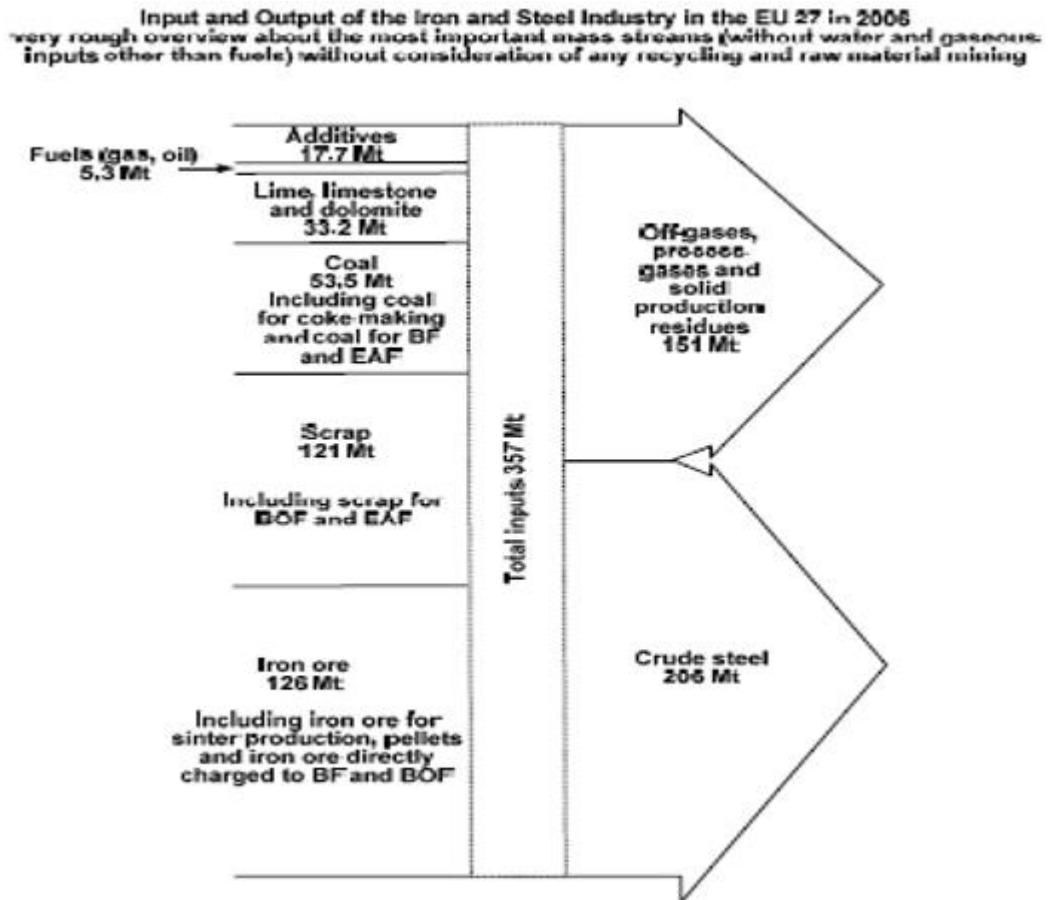 Input and Output of the Iron and Steel Industry in the EU 27 in 2006
very rough overview about the most important mass streams (without water and gaseous
inputs other than fuels) without consideration of any recycling and raw material mining
Additives
17.7 Mt
Fuels (gas, oil)
5,3 Mt
Lime, limestone
and dolomite
33.2 Mt
Coal
53,5 Mt
Including coal
for coke making
and coal for BF
and EAF
Scrap
121 Mt
Including scrap for
BOF and EAF
Iron ore
126 Mt
Including iron ore for
sinter production, pellets
and iron ore directly
charged to BF and BOF
Total inputs 357 Mt
Off-gases,
process
gases and
solid
production
residues
151 Mt
Crude steel
206 Mt